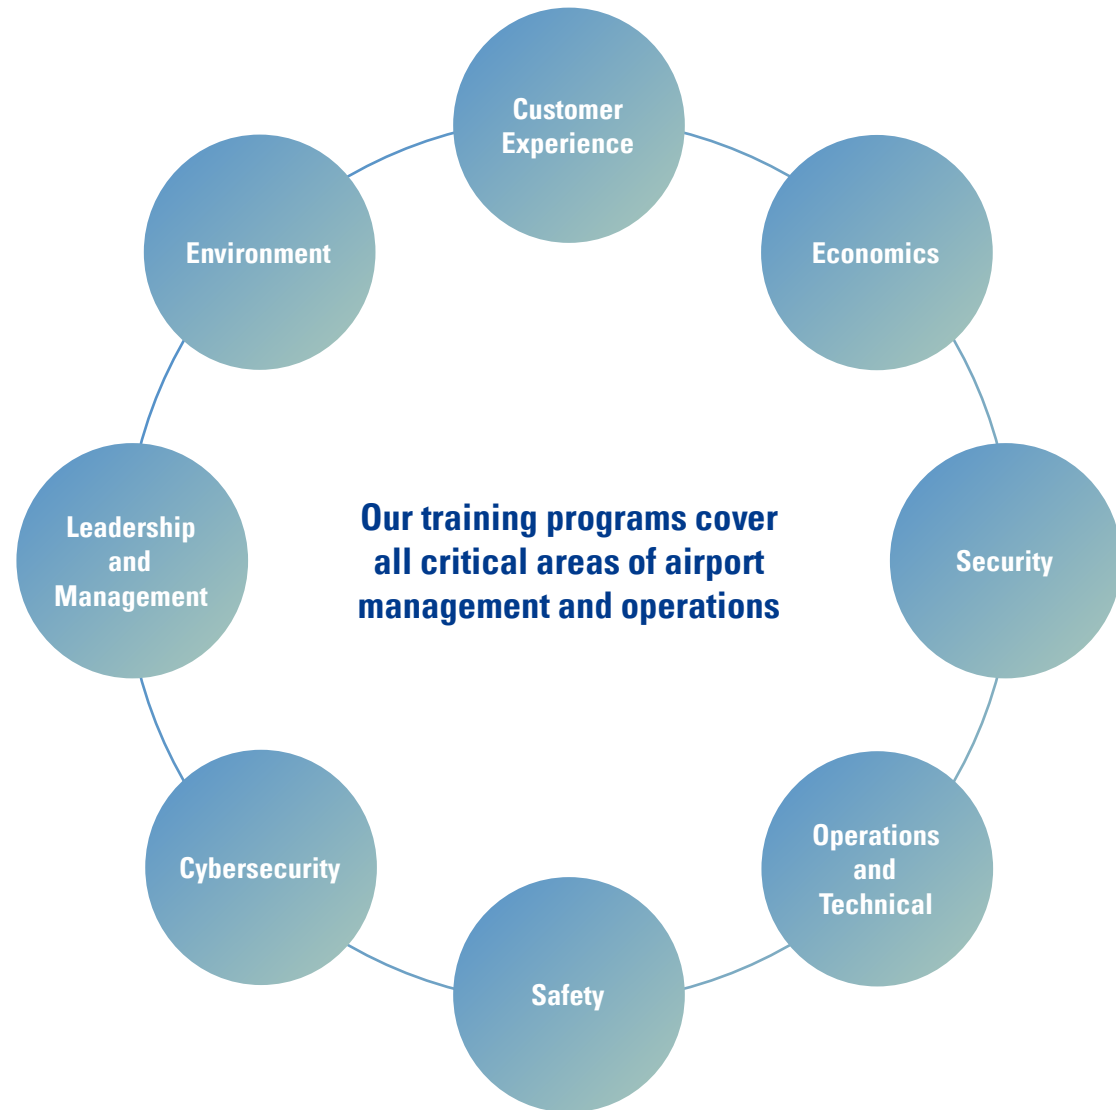 Customer
Experience
Environment
Economics
Leadership
and
Management
Our training programs cover
all critical areas of airport
management and operations
Security
Cybersecurity
Operations
and
Technical
Safety